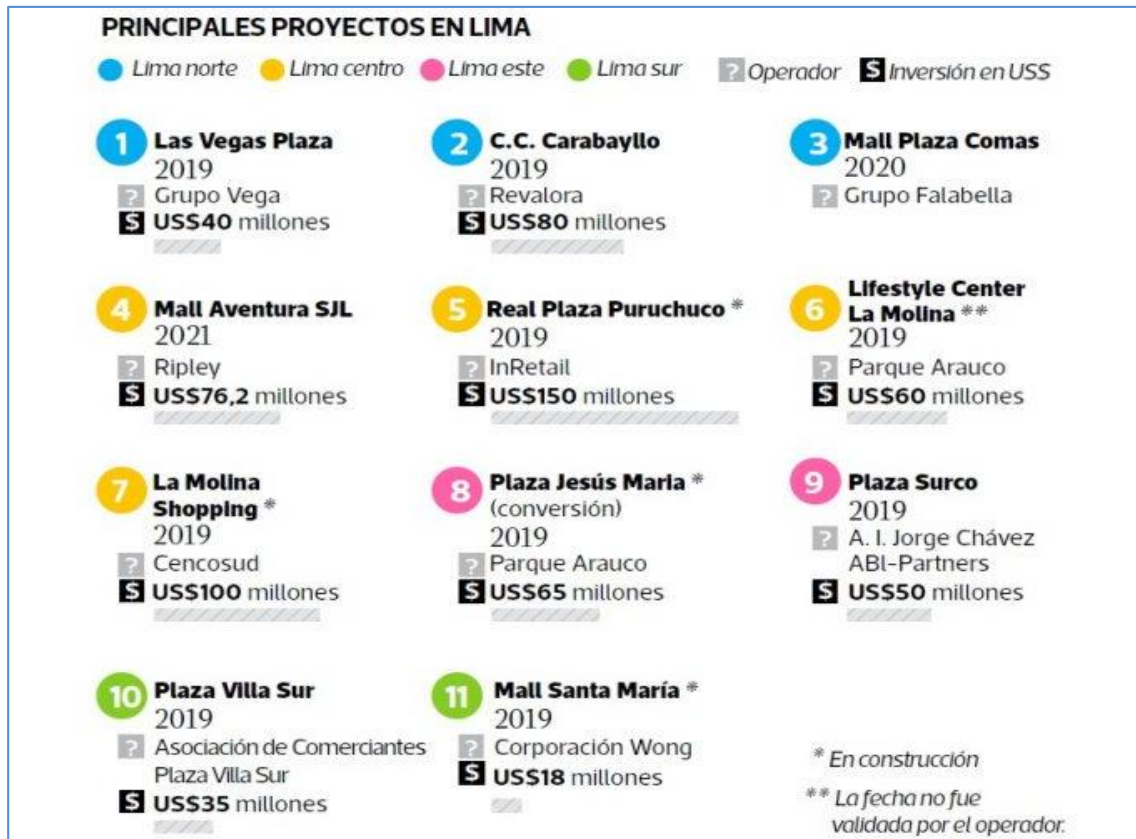 PRINCIPALES PROYECTOS EN LIMA
Lima norte Lima centro Lima este Lima sur ? Operador $ Inversión en US$
1 Las Vegas Plaza
2019
? Grupo Vega
$ US$40 millones
2 C.C. Carabayllo
2019
? Revalora
$ US$80 millones
3 Mall Plaza Comas
2020
? Grupo Falabella
4 Mall Aventura SJL
2021
? Ripley
$ US$76,2 millones
5 Real Plaza Puruchuco *
2019
? InRetail
$ US$150 millones
6 Lifestyle Center
La Molina **
2019
? Parque Arauco
$ US$60 millones
7 La Molina
Shopping *
2019
? Cencosud
$ US$100 millones
8 Plaza Jesús Maria *
(conversión)
2019
? Parque Arauco
$ US$65 millones
9 Plaza Surco
2019
? A. I. Jorge Chávez
ABI-Partners
$ US$50 millones
10 Plaza Villa Sur
2019
? Asociación de Comerciantes
Plaza Villa Sur
$ US$35 millones
11 Mall Santa María *
2019
? Corporación Wong
$ US$18 millones
* En construcción
** La fecha no fue
validada por el operador.